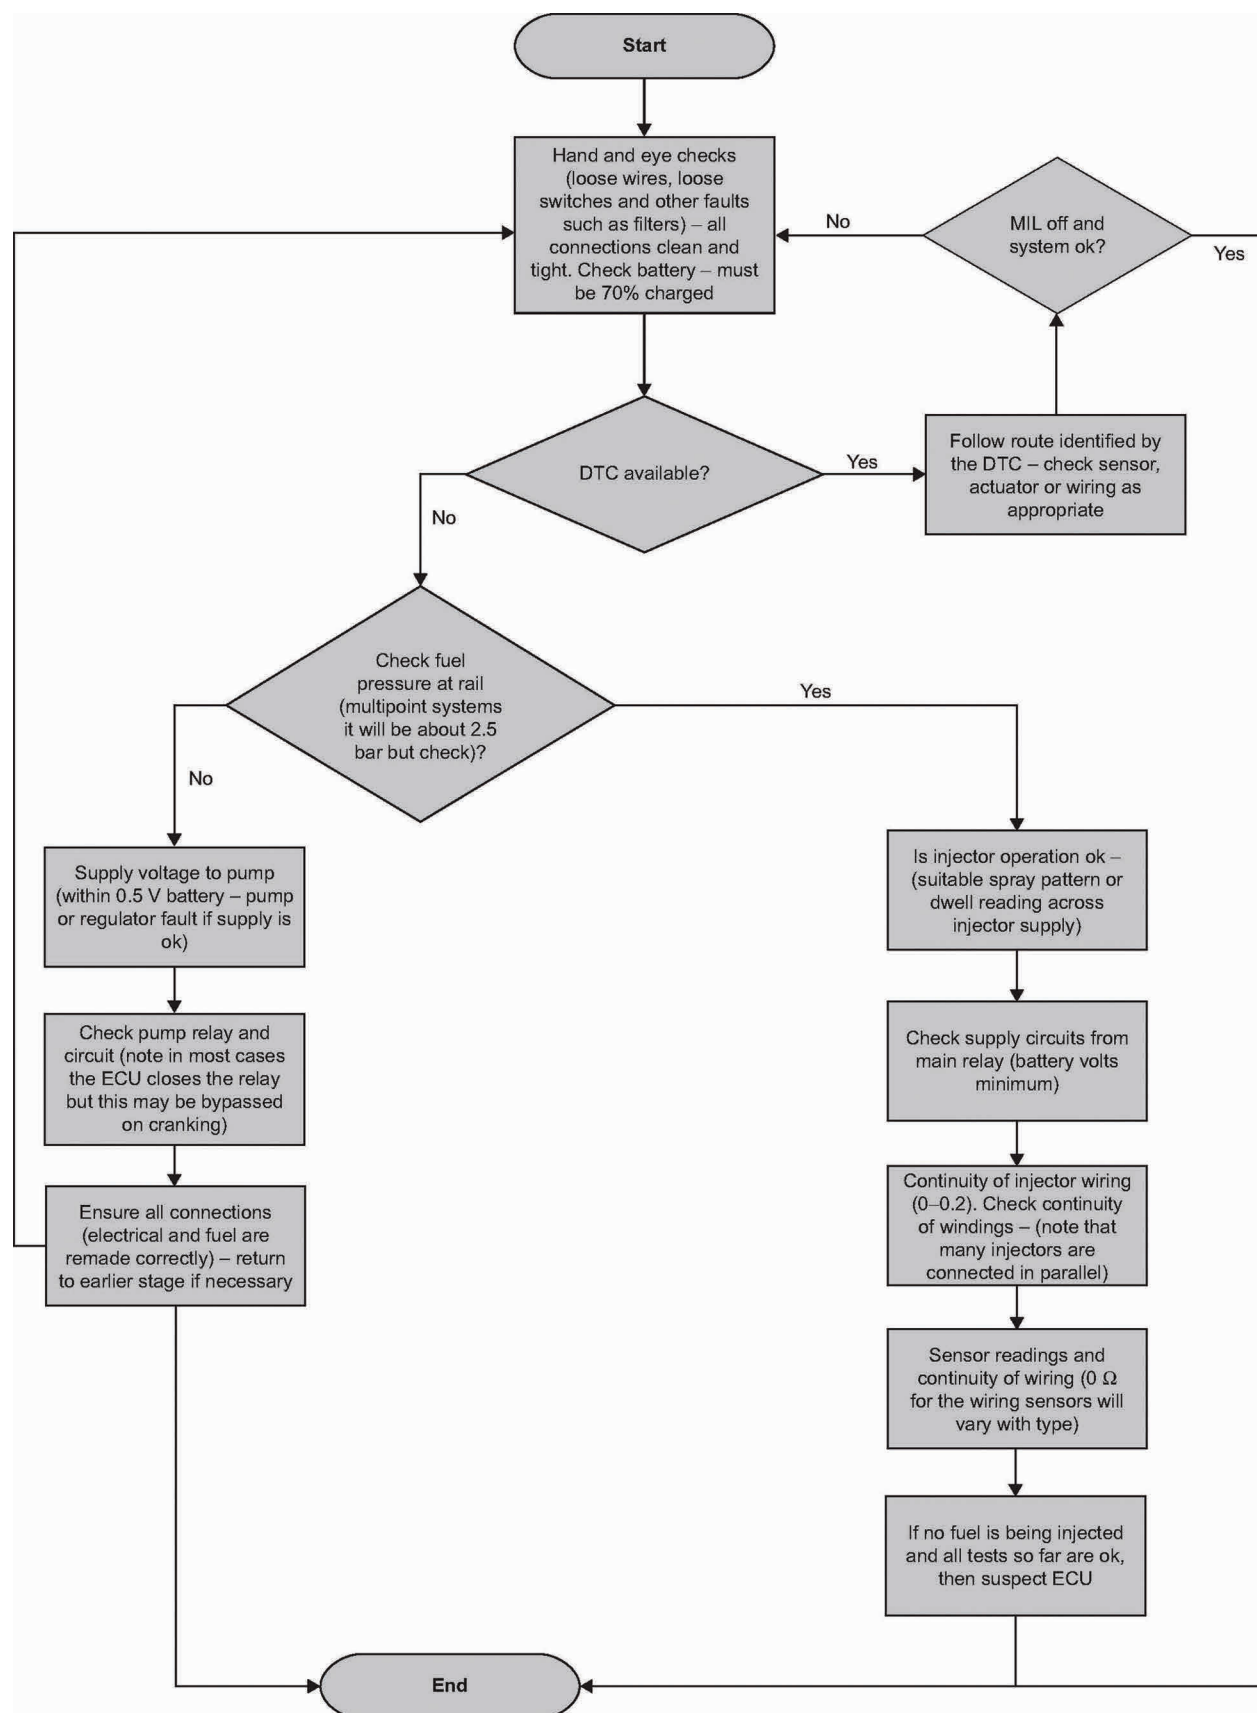 Start
Hand and eye checks
(loose wires, loose
switches and other faults
such as filters) – all
connections clean and
tight. Check battery – must
be 70% charged
No
MIL off and
system ok?
Yes
DTC available?
Yes
Follow route identified by
the DTC – check sensor,
actuator or wiring as
appropriate
No
Check fuel
pressure at rail
(multipoint systems
it will be about 2.5
bar but check)?
Yes
No
Supply voltage to pump
(within 0.5 V battery – pump
or regulator fault if supply is
ok)
Check pump relay and
circuit (note in most cases
the ECU closes the relay
but this may be bypassed
on cranking)
Ensure all connections
(electrical and fuel are
remade correctly) – return
to earlier stage if necessary
Is injector operation ok –
(suitable spray pattern or
dwell reading across
injector supply)
Check supply circuits from
main relay (battery volts
minimum)
Continuity of injector wiring
(0–0.2). Check continuity
of windings – (note that
many injectors are
connected in parallel)
Sensor readings and
continuity of wiring (0 Ω
for the wiring sensors will
vary with type)
If no fuel is being injected
and all tests so far are ok,
then suspect ECU
End